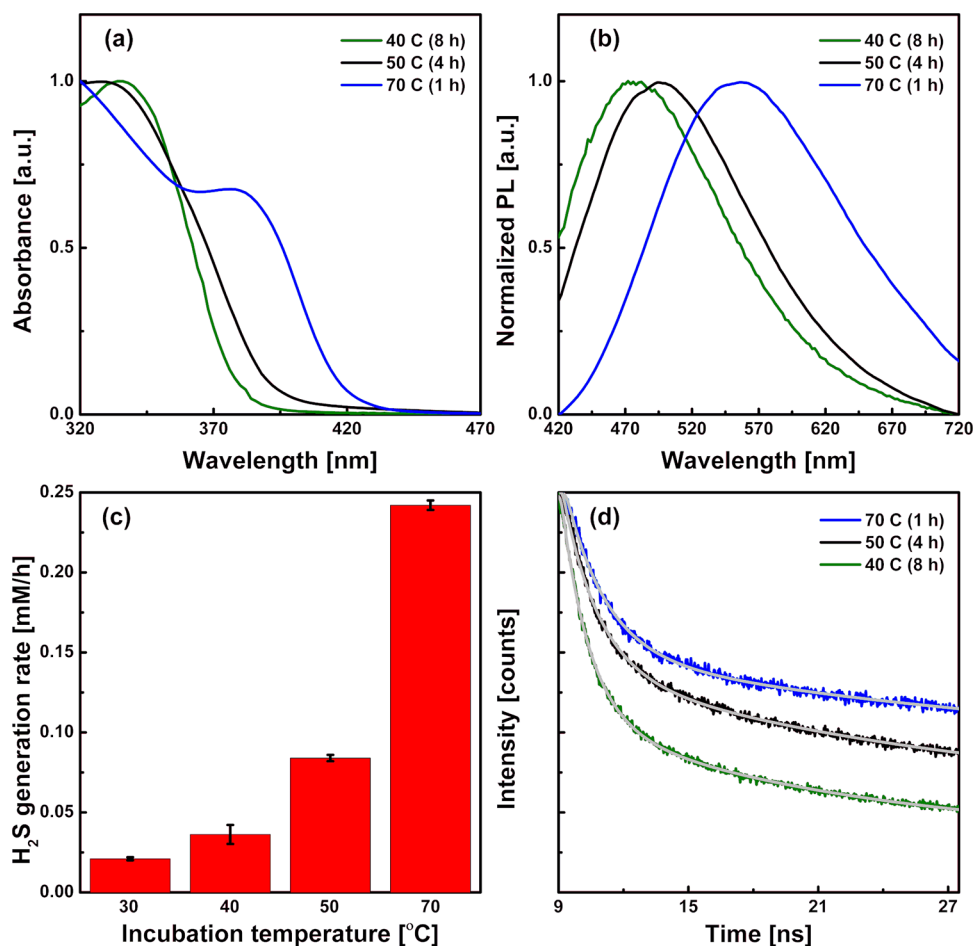 (a)
40 C (8 h)
50 C (4 h)
70 C (1 h)
1.0
0.5
0.0
320 370 420 470
Absorbance [a.u.]
Wavelength [nm]
(b)
40 C (8 h)
50 C (4 h)
70 C (1 h)
1.0
0.5
0.0
420 470 520 570 620 670 720
Normalized PL [a.u.]
Wavelength [nm]
(c)
0.25
0.20
0.15
0.10
0.05
0.00
30 40 50 70
H₂S generation rate [mM/h]
Incubation temperature [°C]
(d)
70 C (1 h)
50 C (4 h)
40 C (8 h)
9 15 21 27
Intensity [counts]
Time [ns]